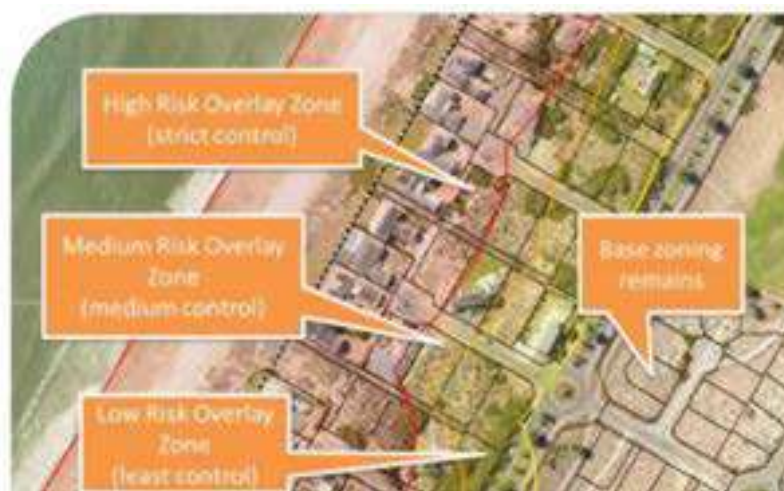 High Risk Overlay Zone
(strict control)
Medium Risk Overlay
Zone
(medium control)
Base zoning
remains
Low Risk Overlay
Zone
(least control)